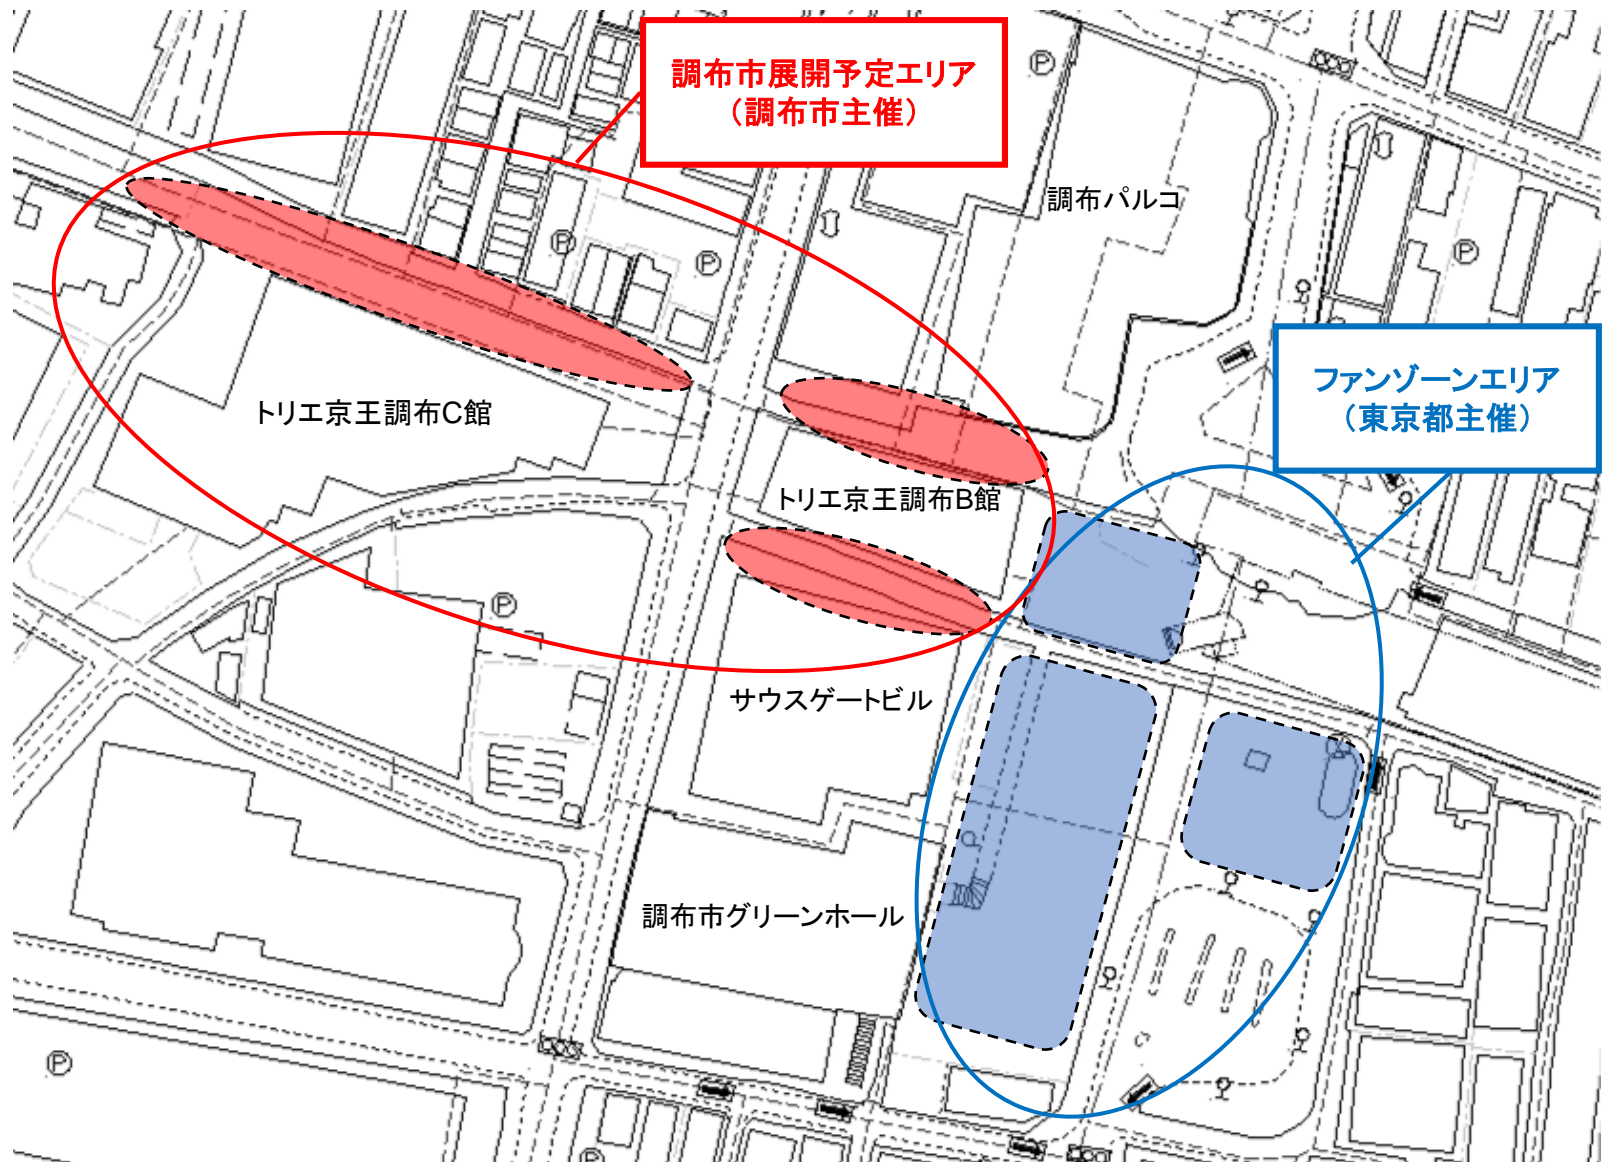 調布市展開予定エリア
（調布市主催）
Ⓟ
調布パルコ
Ⓟ
Ⓟ
Ⓟ
ファンゾーンエリア
（東京都主催）
トリエ京王調布C館
トリエ京王調布B館
Ⓟ
サウスゲートビル
調布市グリーンホール
Ⓟ
Ⓟ